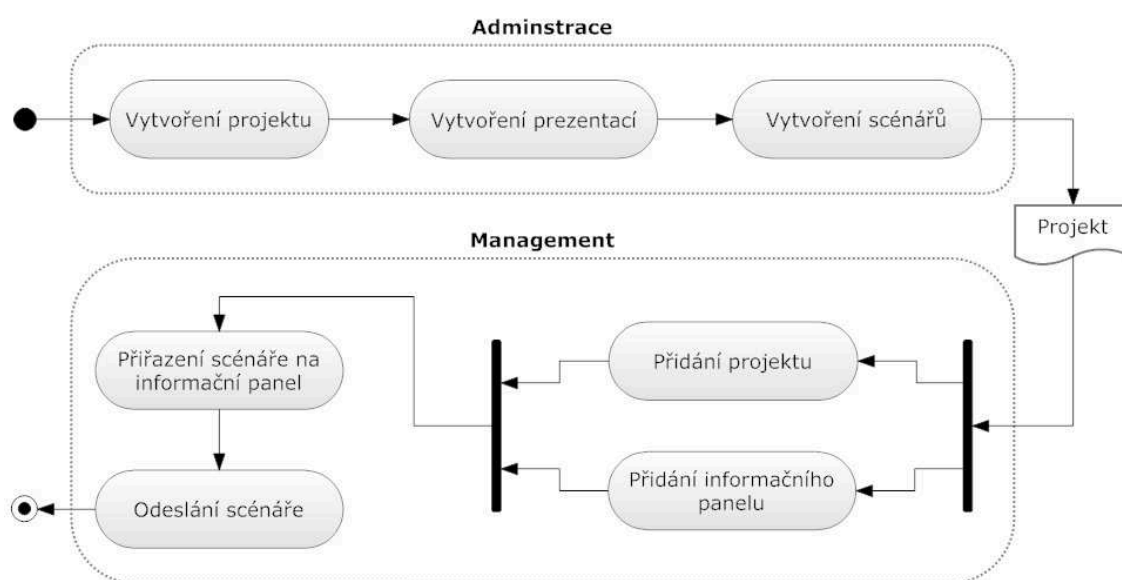 Adminstrace
Vytvoření projektu
Vytvoření prezentací
Vytvoření scénářů
Projekt
Management
Přiřazení scénáře na
informační panel
Přidání projektu
Přidání informačního
panelu
Odeslání scénáře